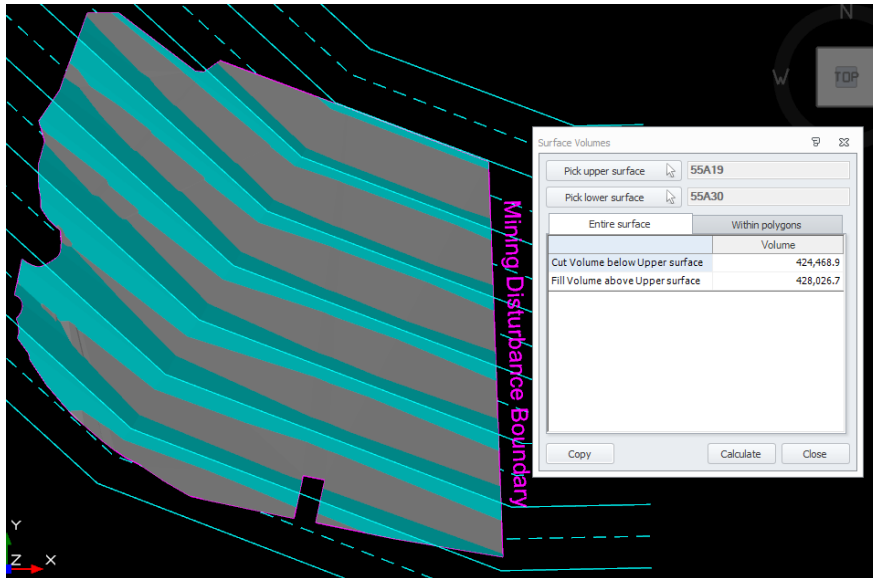 N
W
TOP
Surface Volumes
Pick upper surface
55A19
Pick lower surface
55A30
Entire surface
Within polygons
Volume
Cut Volume below Upper surface
424,468.9
Fill Volume above Upper surface
428,026.7
Copy
Calculate
Close
Mining Disturbance Boundary
Y
Z
X